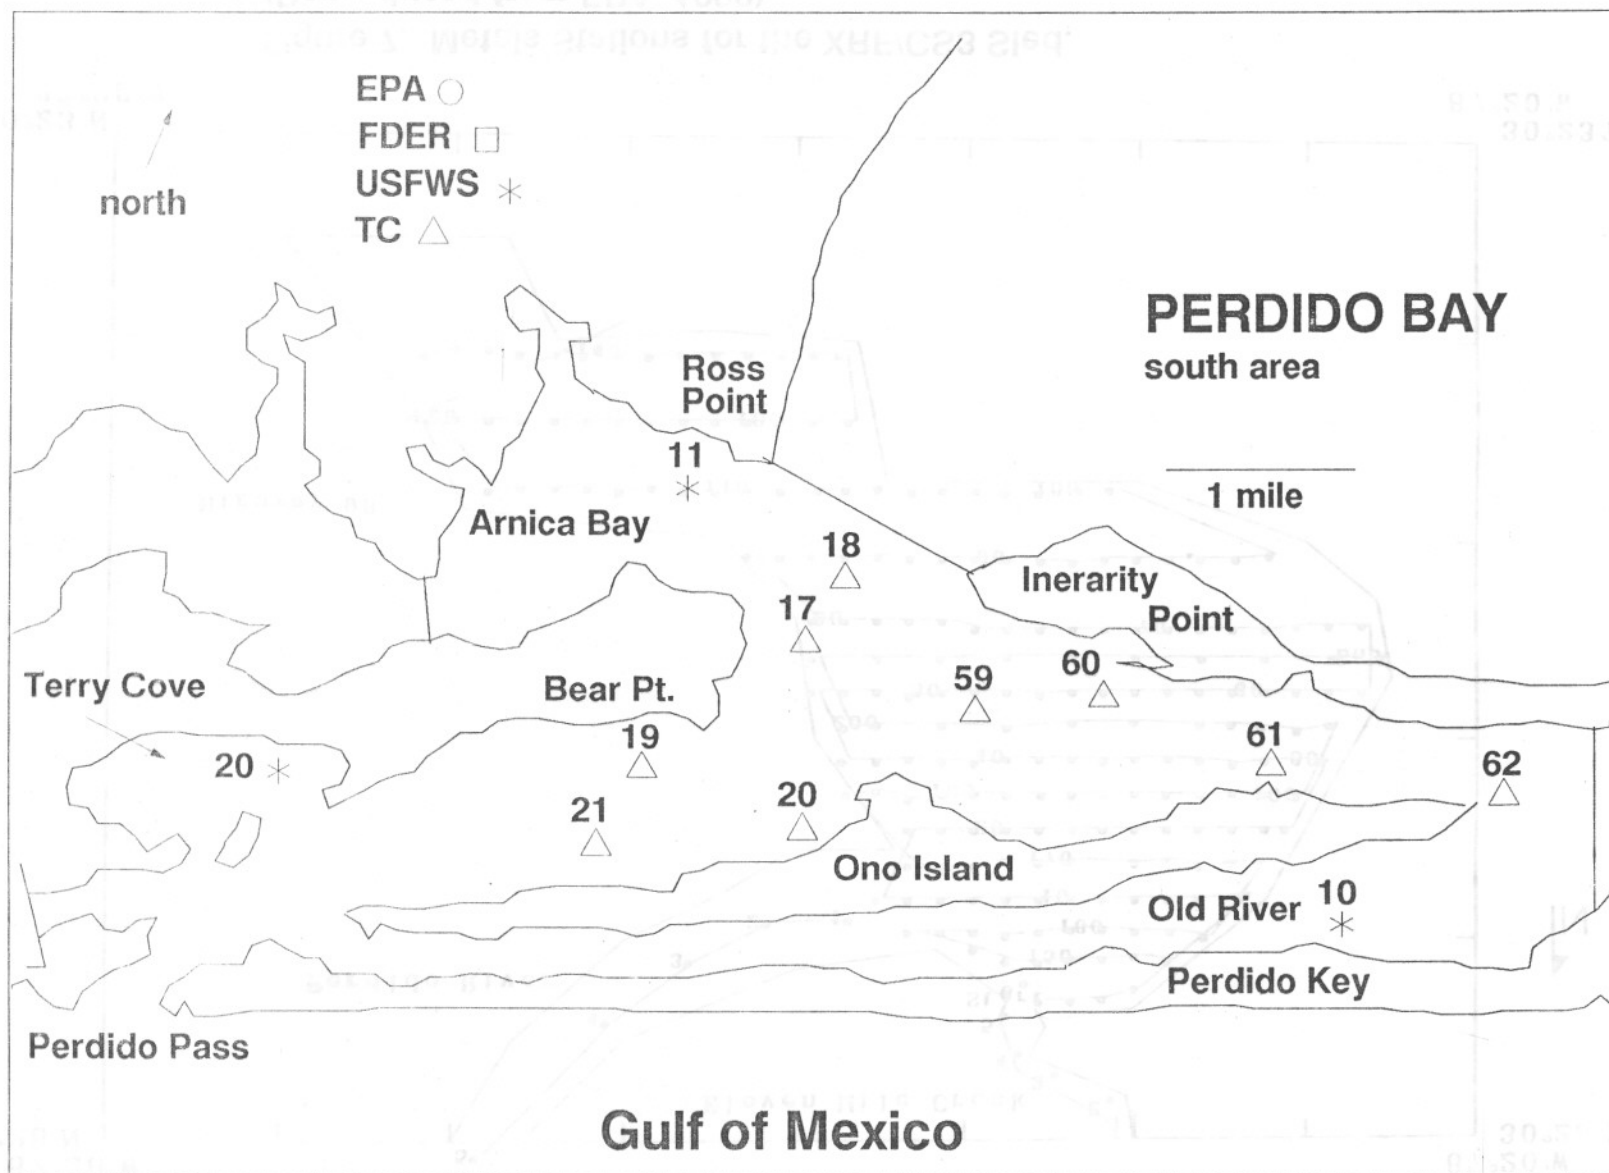 EPA
FDER
USFWS
TC
north
PERDIDO BAY
south area
1 mile
Ross
Point
11
Arnica Bay
18
17
Inerarity
Point
Terry Cove
Bear Pt.
59
60
20
19
61
62
21
20
Ono Island
Old River
10
Perdido Key
Perdido Pass
Gulf of Mexico